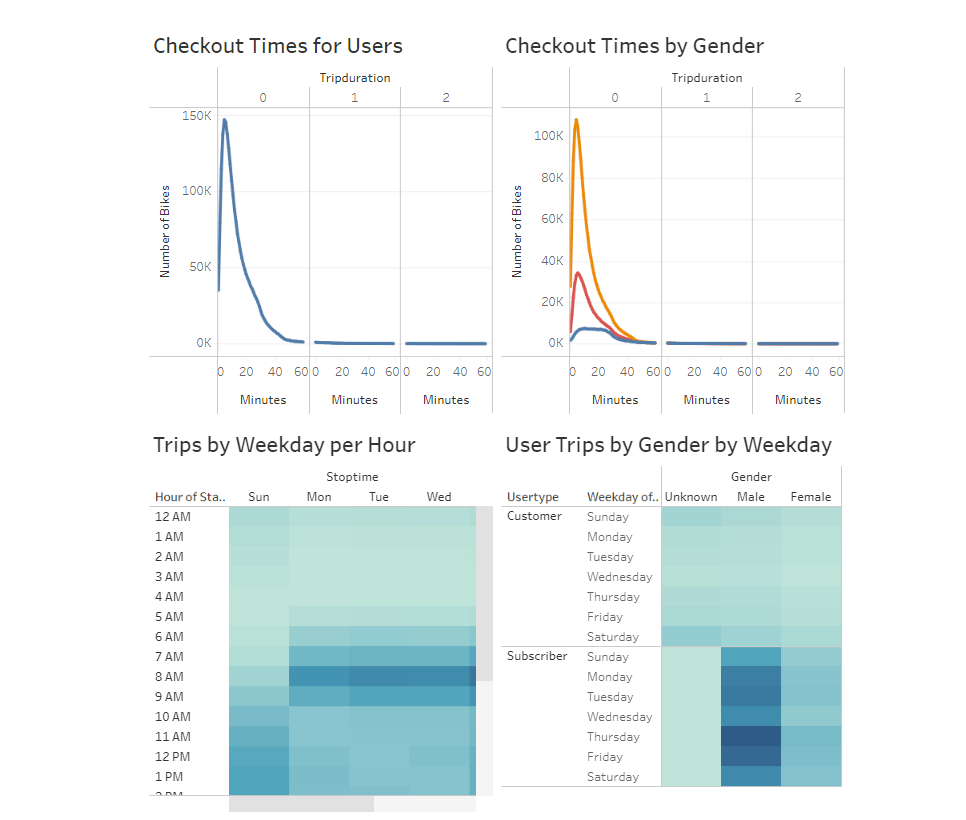 Checkout Times for Users
Tripduration
0 1 2
150K
100K
50K
0K
Number of Bikes
0 20 40 60 0 20 40 60 0 20 40 60
Minutes Minutes Minutes
Checkout Times by Gender
Tripduration
0 1 2
100K
80K
60K
40K
20K
0K
Number of Bikes
0 20 40 60 0 20 40 60 0 20 40 60
Minutes Minutes Minutes
Trips by Weekday per Hour
Stoptime
Hour of Sta.. Sun Mon Tue Wed
12 AM
1 AM
2 AM
3 AM
4 AM
5 AM
6 AM
7 AM
8 AM
9 AM
10 AM
11 AM
12 PM
1 PM
User Trips by Gender by Weekday
Gender
Usertype Weekday of.. Unknown Male Female
Customer Sunday
Monday
Tuesday
Wednesday
Thursday
Friday
Saturday
Subscriber Sunday
Monday
Tuesday
Wednesday
Thursday
Friday
Saturday